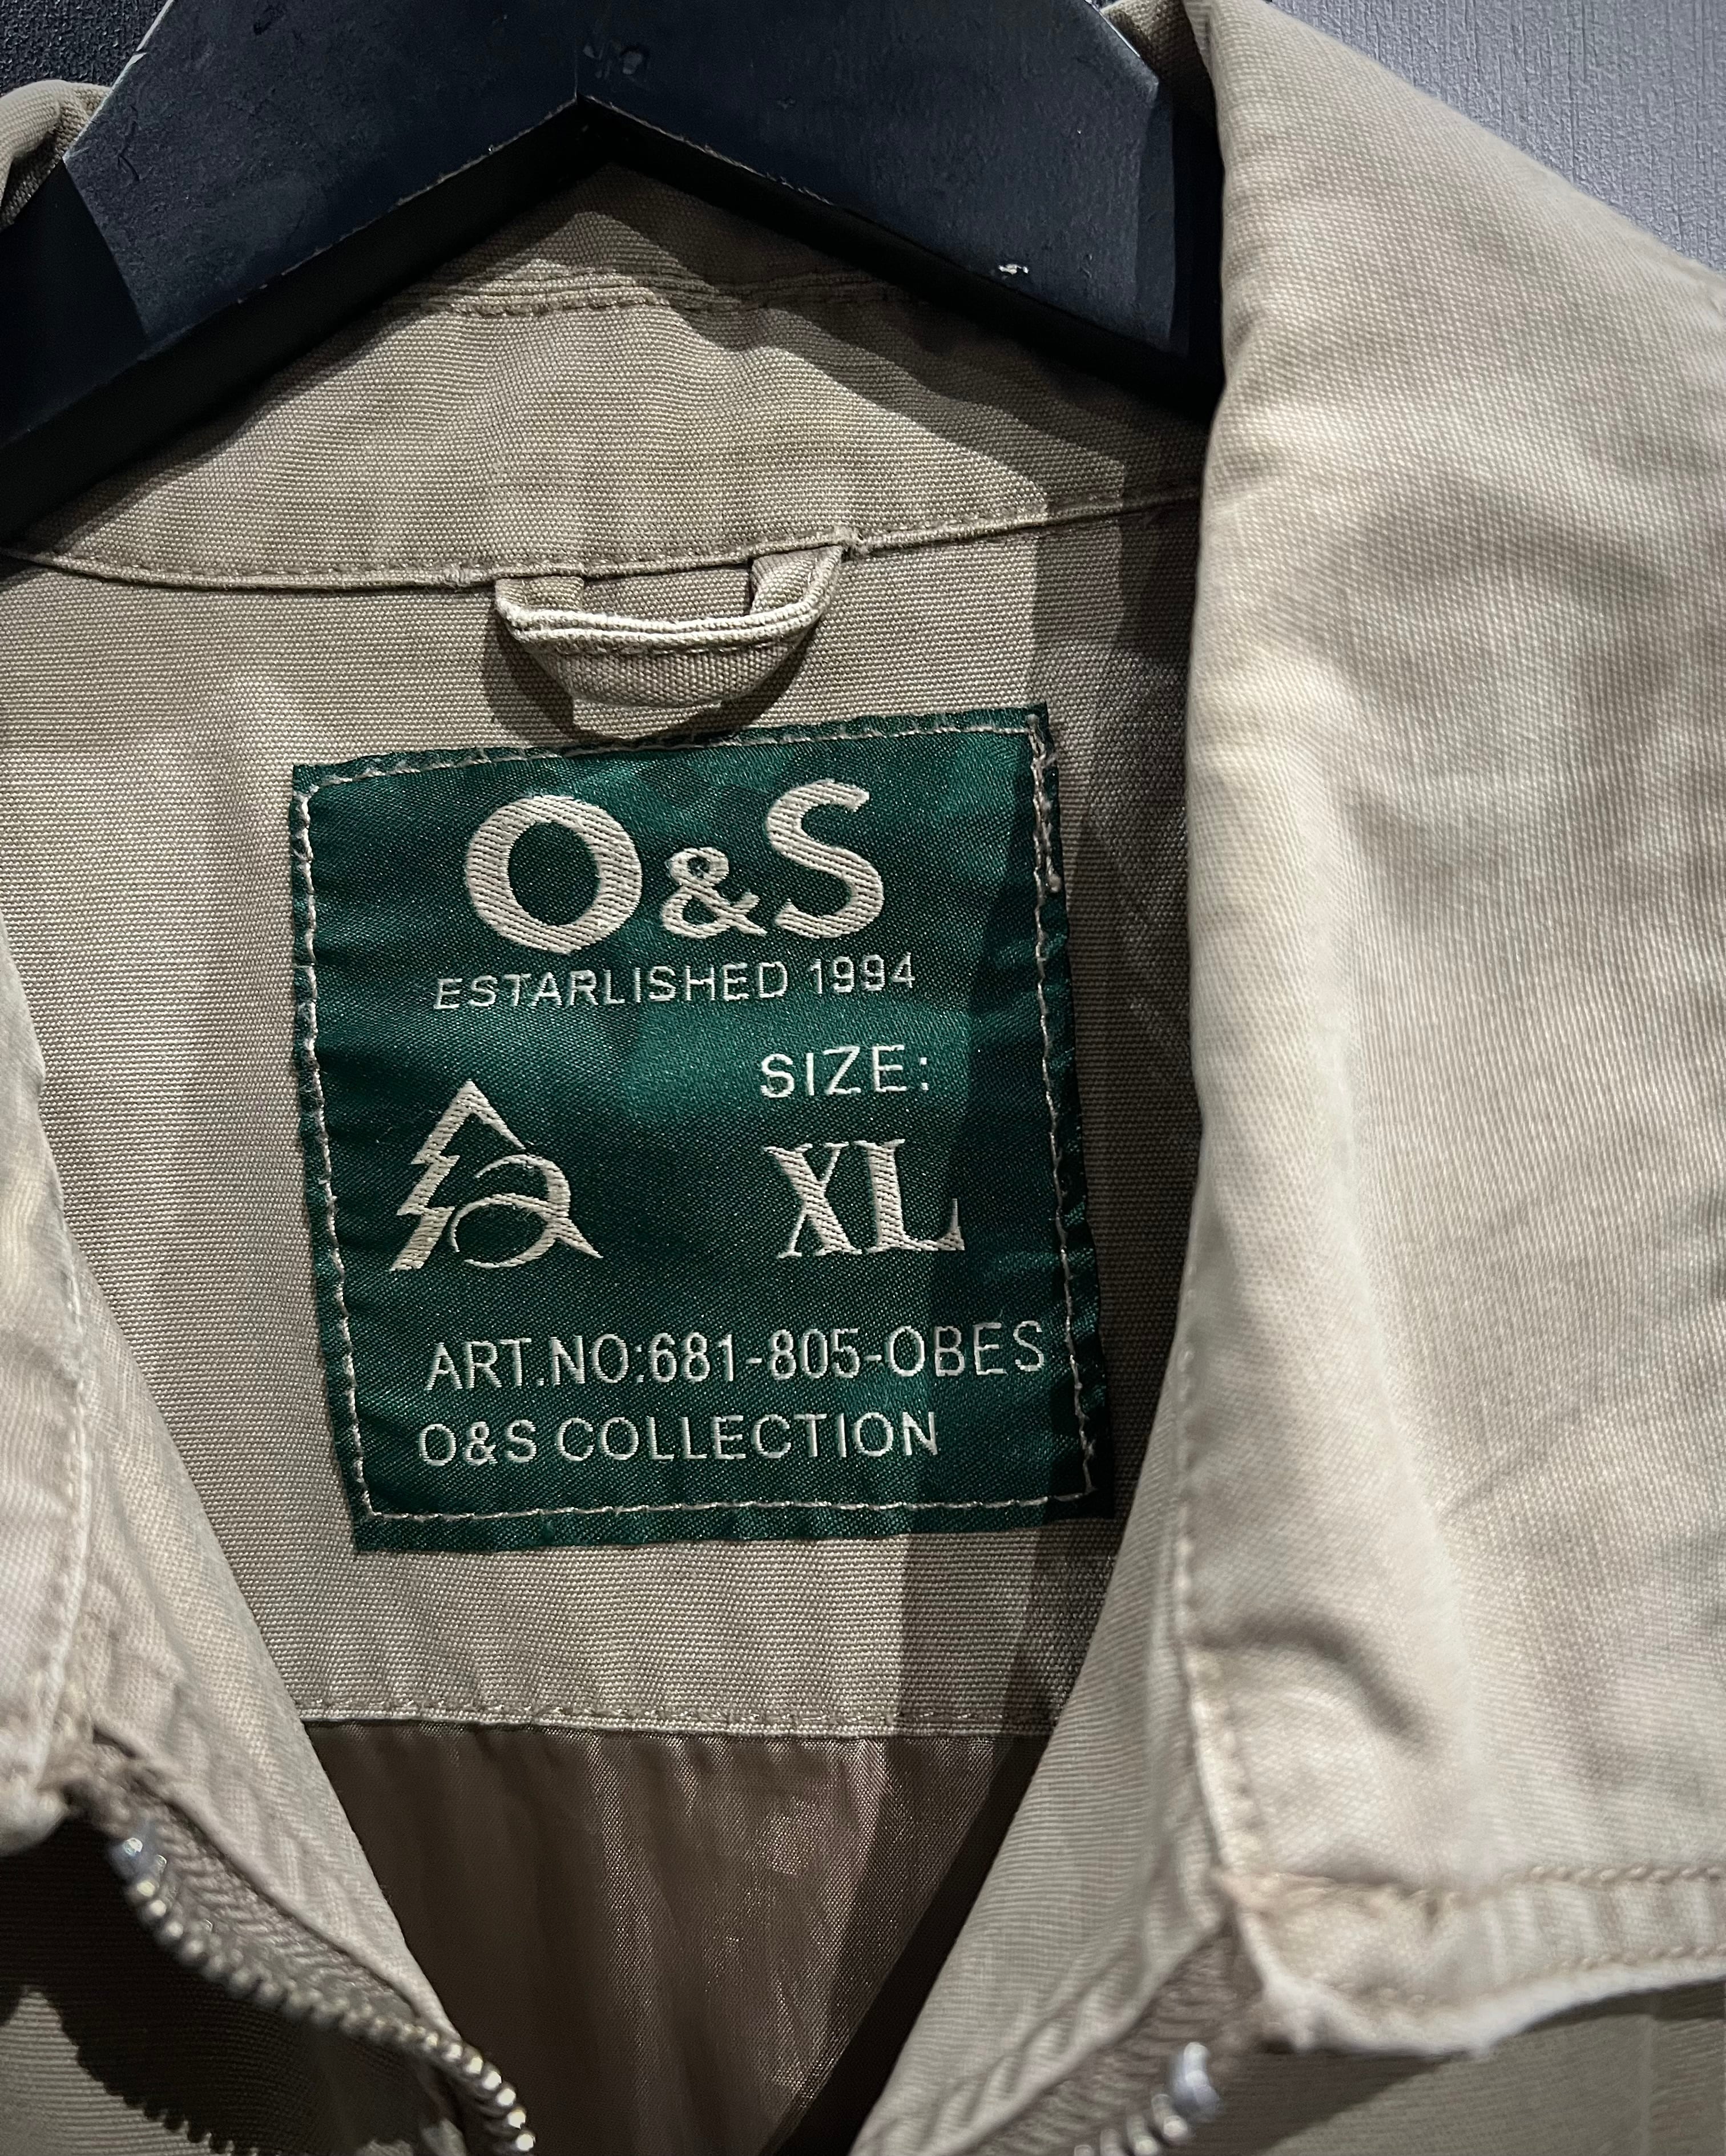 O&S
ESTARLISHED 1994
SIZE:
XL
ART.NO:681-805-OBES
O&S COLLECTION